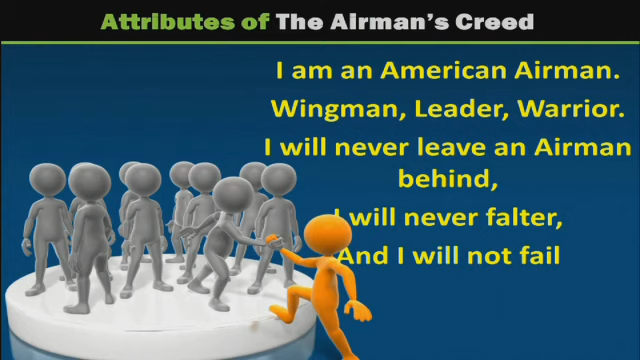 Attributes of The Airman's Creed
I am an American Airman.
Wingman, Leader, Warrior.
I will never leave an Airman
behind,
I will never falter,
And I will not fail